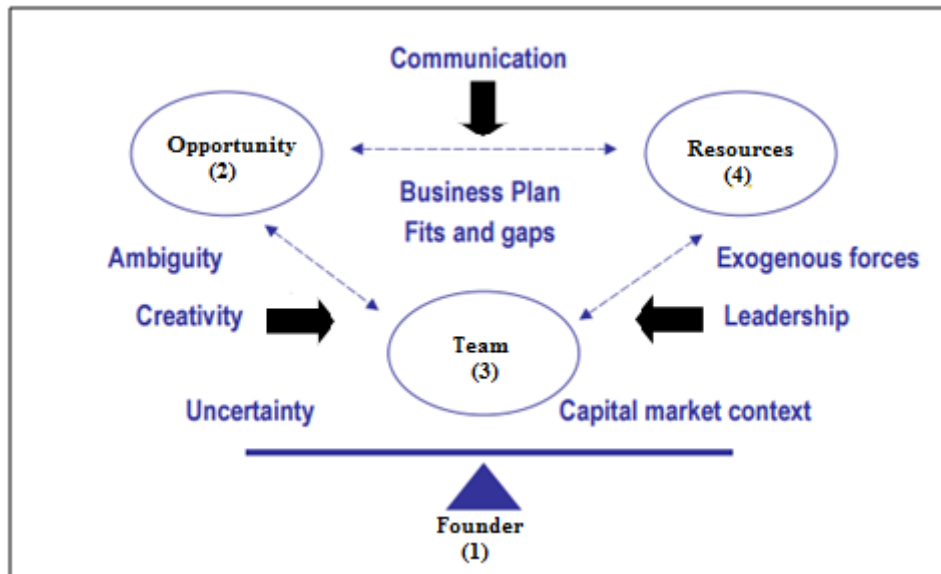 Communication
Opportunity
(2)
Resources
(4)
Business Plan
Fits and gaps
Ambiguity
Exogenous forces
Creativity
Leadership
Team
(3)
Uncertainty
Capital market context
Founder
(1)